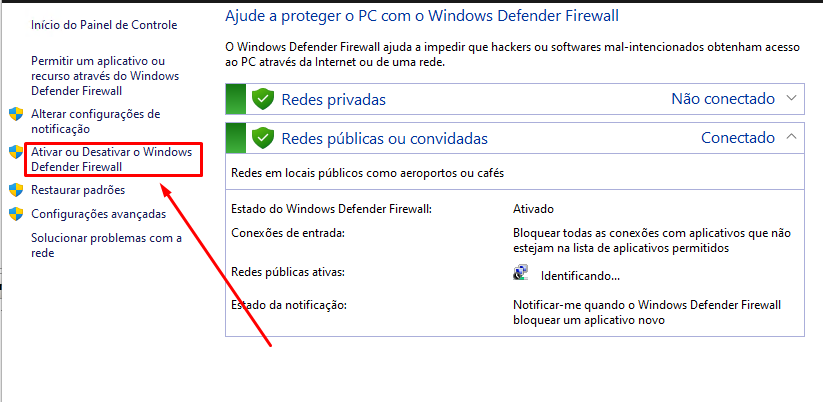 Início do Painel de Controle
Permitir um aplicativo ou
recurso através do Windows
Defender Firewall
Alterar configurações de
notificação
Ativar ou Desativar o Windows
Defender Firewall
Restaurar padrões
Configurações avançadas
Solucionar problemas com a
rede
Ajude a proteger o PC com o Windows Defender Firewall
O Windows Defender Firewall ajuda a impedir que hackers ou softwares mal-intencionados obtenham acesso
ao PC através da Internet ou de uma rede.
Redes privadas Não conectado
Redes públicas ou convidadas Conectado
Redes em locais públicos como aeroportos ou cafés
Estado do Windows Defender Firewall: Ativado
Conexões de entrada: Bloquear todas as conexões com aplicativos que não
estejam na lista de aplicativos permitidos
Redes públicas ativas: Identificando...
Estado da notificação: Notificar-me quando o Windows Defender Firewall
bloquear um aplicativo novo